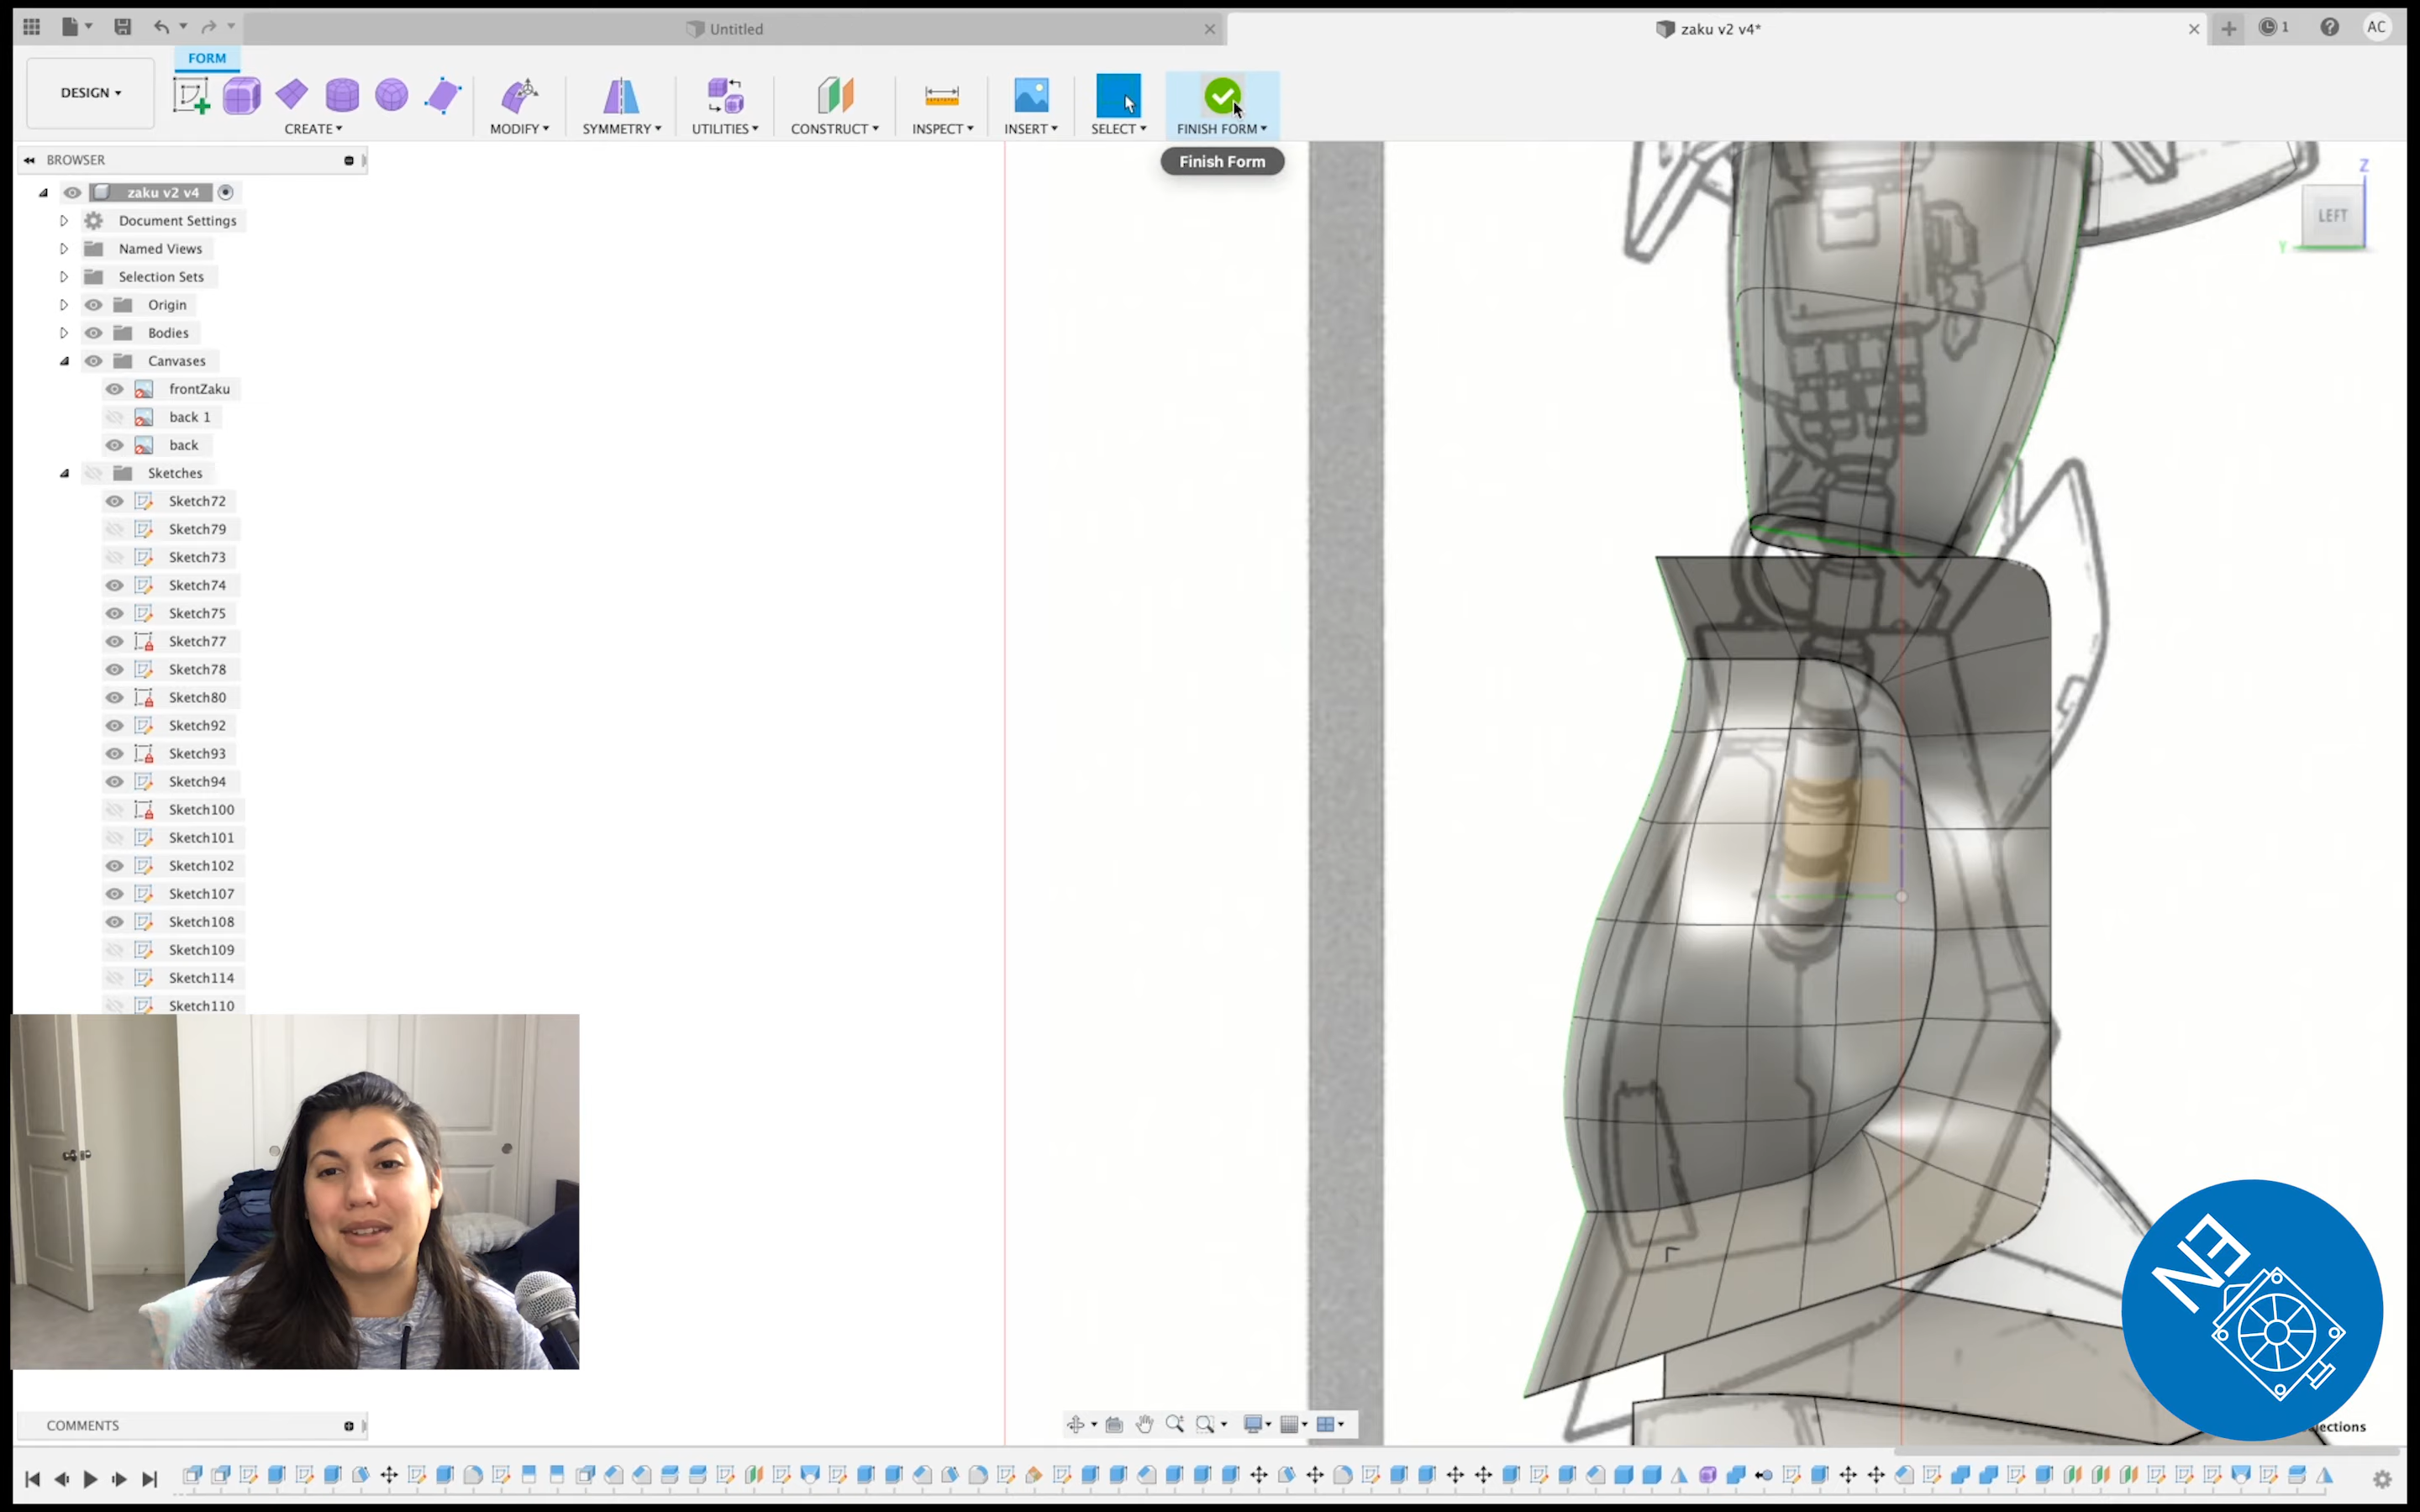 Untitled
zaku v2 v4*
1
AC
FORM
DESIGN
CREATE
MODIFY
SYMMETRY
UTILITIES
CONSTRUCT
INSPECT
INSERT
SELECT
FINISH FORM
BROWSER
Finish Form
zaku v2 v4
Document Settings
Named Views
Selection Sets
Origin
Bodies
Canvases
frontZaku
back 1
back
Sketches
Sketch72
Sketch79
Sketch73
Sketch74
Sketch75
Sketch77
Sketch78
Sketch80
Sketch92
Sketch93
Sketch94
Sketch100
Sketch101
Sketch102
Sketch107
Sketch108
Sketch109
Sketch114
Sketch110
Z
LEFT
Y
NE
COMMENTS
ections